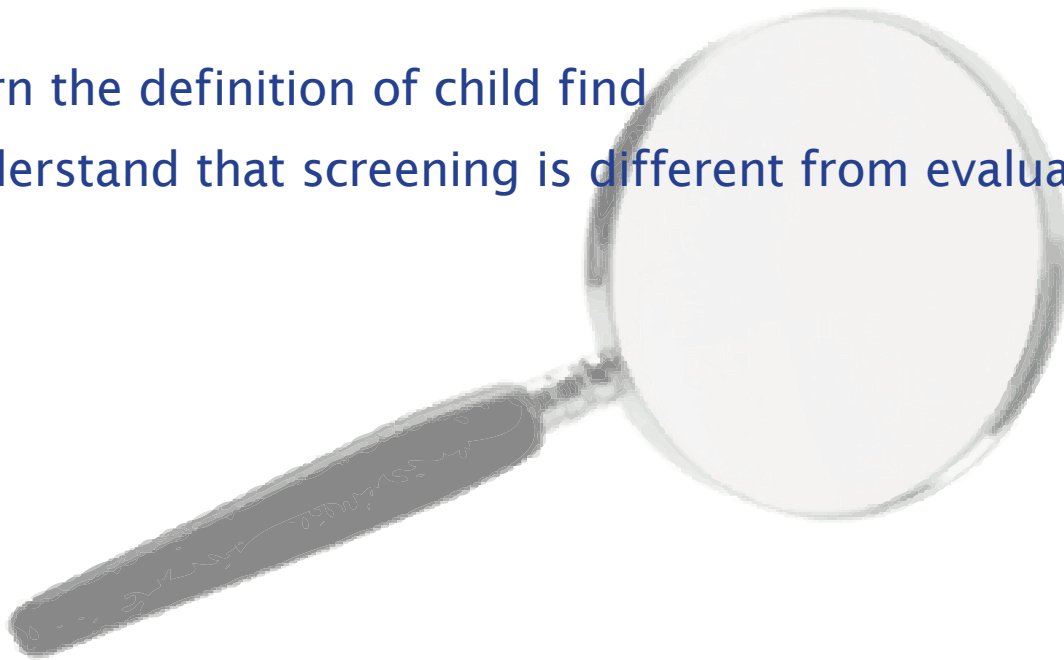 rn the definition of child find
derstand that screening is different from evalua